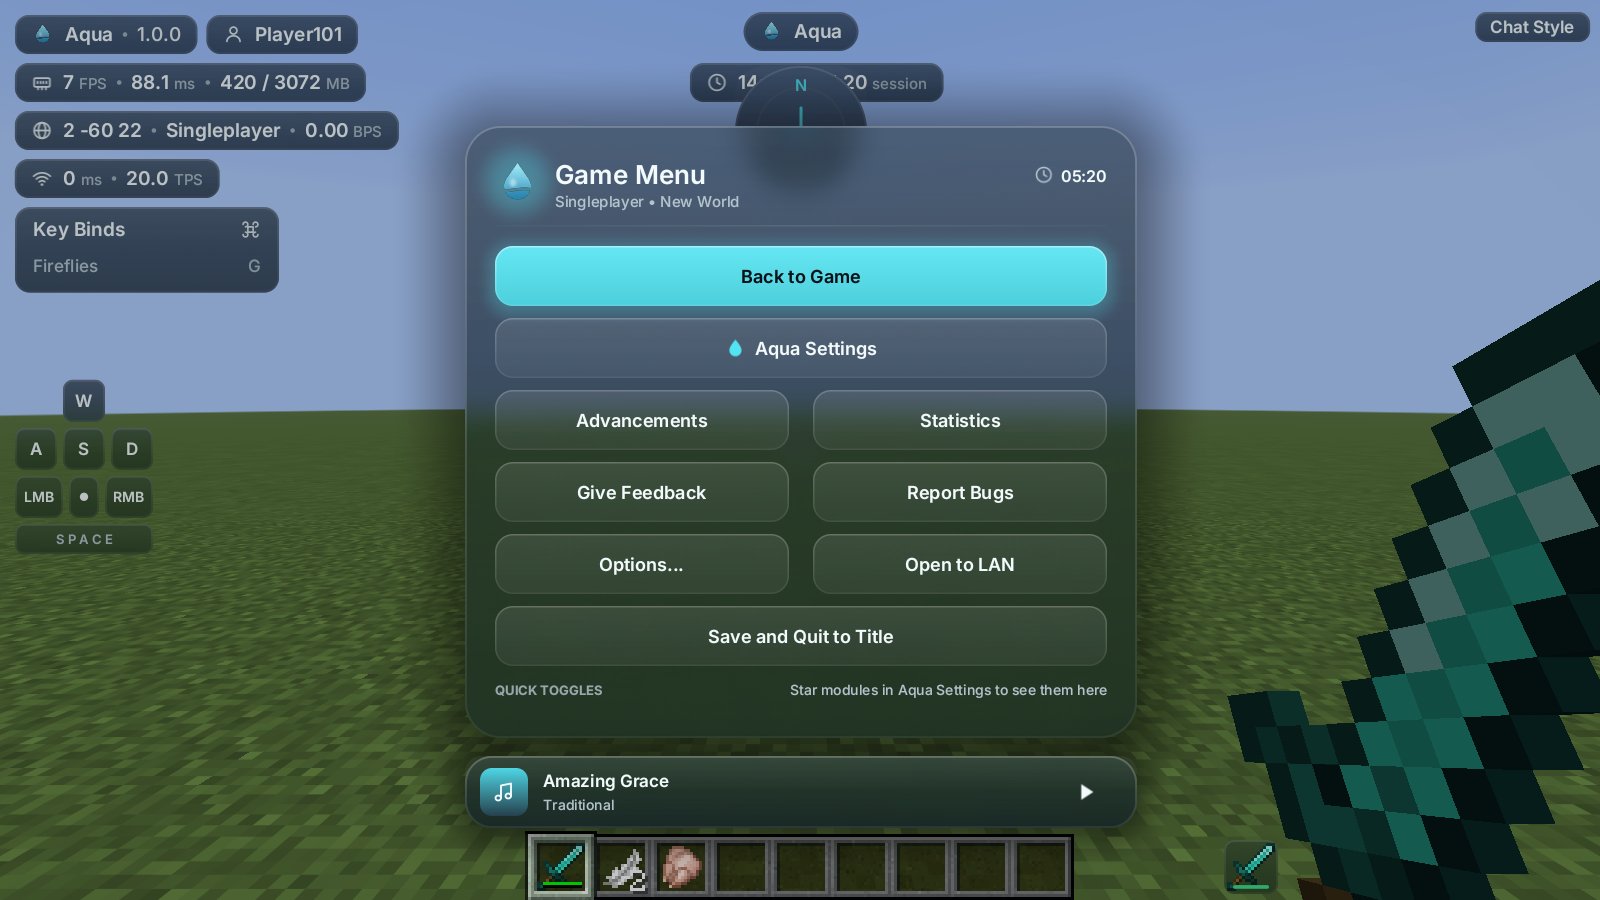 Aqua • 1.0.0
Player101
7 FPS • 88.1 ms • 420 / 3072 MB
2 -60 22 • Singleplayer • 0.00 BPS
0 ms • 20.0 TPS
Key Binds
Fireflies G
W
A S D
LMB RMB
SPACE
Aqua
14 20 session
N
Chat Style
Game Menu
Singleplayer • New World
05:20
Back to Game
Aqua Settings
Advancements Statistics
Give Feedback Report Bugs
Options... Open to LAN
Save and Quit to Title
QUICK TOGGLES Star modules in Aqua Settings to see them here
Amazing Grace
Traditional
2